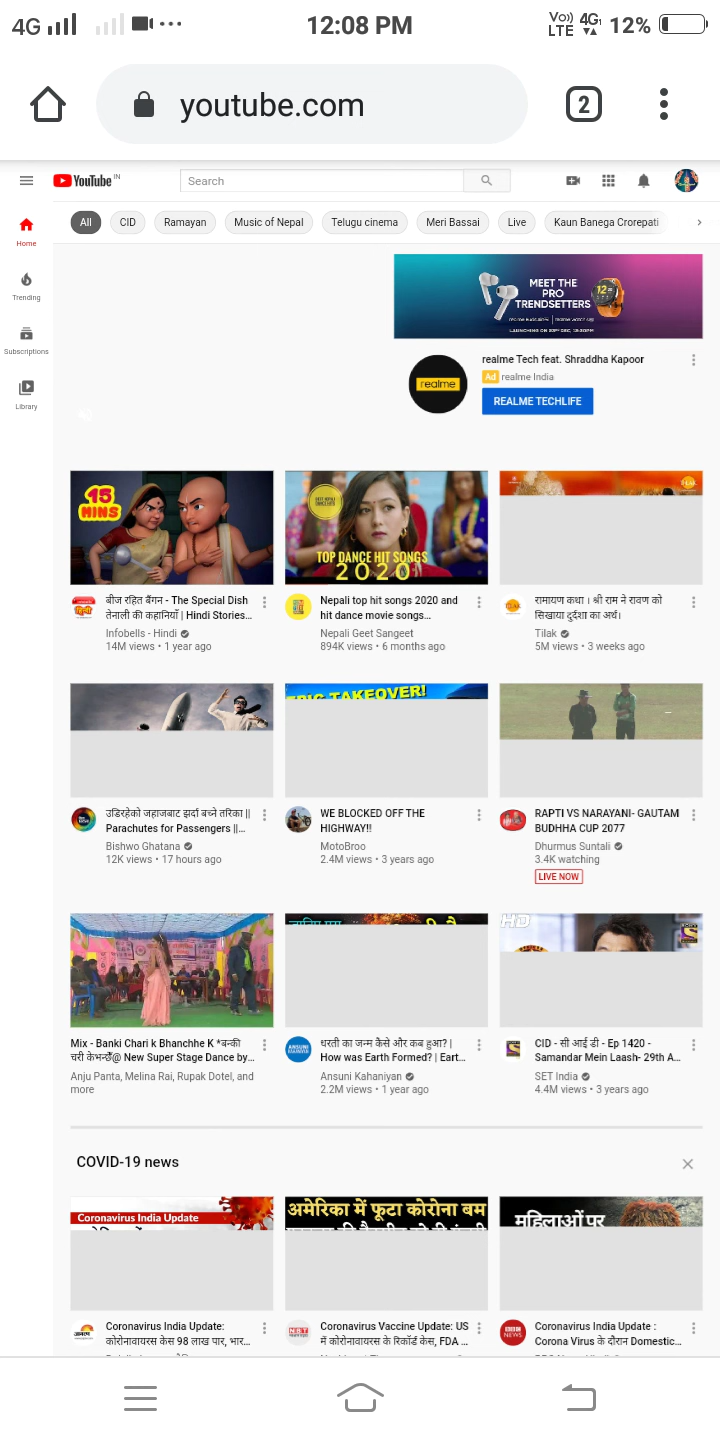 4G
12:08 PM
Vo)) LTE
4G
12%
youtube.com
2
YouTube IN
Search
All
CID
Ramayan
Music of Nepal
Telugu cinema
Meri Bassai
Live
Kaun Banega Crorepati
Home
Trending
Subscriptions
Library
MEET THE
PRO
TRENDSETTERS
realme Tech feat. Shraddha Kapoor
Ad realme India
REALME TECHLIFE
realme
15
MINS
TOP DANCE HIT SONGS
2020
बीज रहित बैंगन - The Special Dish
तेनाली की कहानियाँ | Hindi Stories...
Infobells - Hindi
14M views • 1 year ago
Nepali top hit songs 2020 and
hit dance movie songs...
Nepali Geet Sangeet
894K views • 6 months ago
रामायण कथा । श्री राम ने रावण को
सिखाया दुर्दशा का अर्थ।
Tilak
5M views • 3 weeks ago
EPIC TAKEOVER!
उडिरहेको जहाजबाट झर्दा बच्ने तरिका ||
Parachutes for Passengers ||...
Bishwo Ghatana
12K views • 17 hours ago
WE BLOCKED OFF THE
HIGHWAY!!
MotoBroo
2.4M views • 3 years ago
RAPTI VS NARAYANI- GAUTAM
BUDHHA CUP 2077
Dhurmus Suntali
3.4K watching
LIVE NOW
HD
Mix - Banki Chari k Bhanchhe K *बन्की
चरी केभन्छेँ@ New Super Stage Dance by...
Anju Panta, Melina Rai, Rupak Dotel, and
more
धरती का जन्म कैसे और कब हुआ? |
How was Earth Formed? | Eart...
Ansuni Kahaniyan
2.2M views • 1 year ago
CID - सी आई डी - Ep 1420 -
Samandar Mein Laash- 29th A...
SET India
4.4M views • 3 years ago
COVID-19 news
Coronavirus India Update
अमेरिका में फूटा कोरोना बम
महिलाओं पर
Coronavirus India Update:
कोरोनावायरस केस 98 लाख पार, भार...
Coronavirus Vaccine Update: US
में कोरोनावायरस के रिकॉर्ड केस, FDA ...
Coronavirus India Update :
Corona Virus के दौरान Domestic...